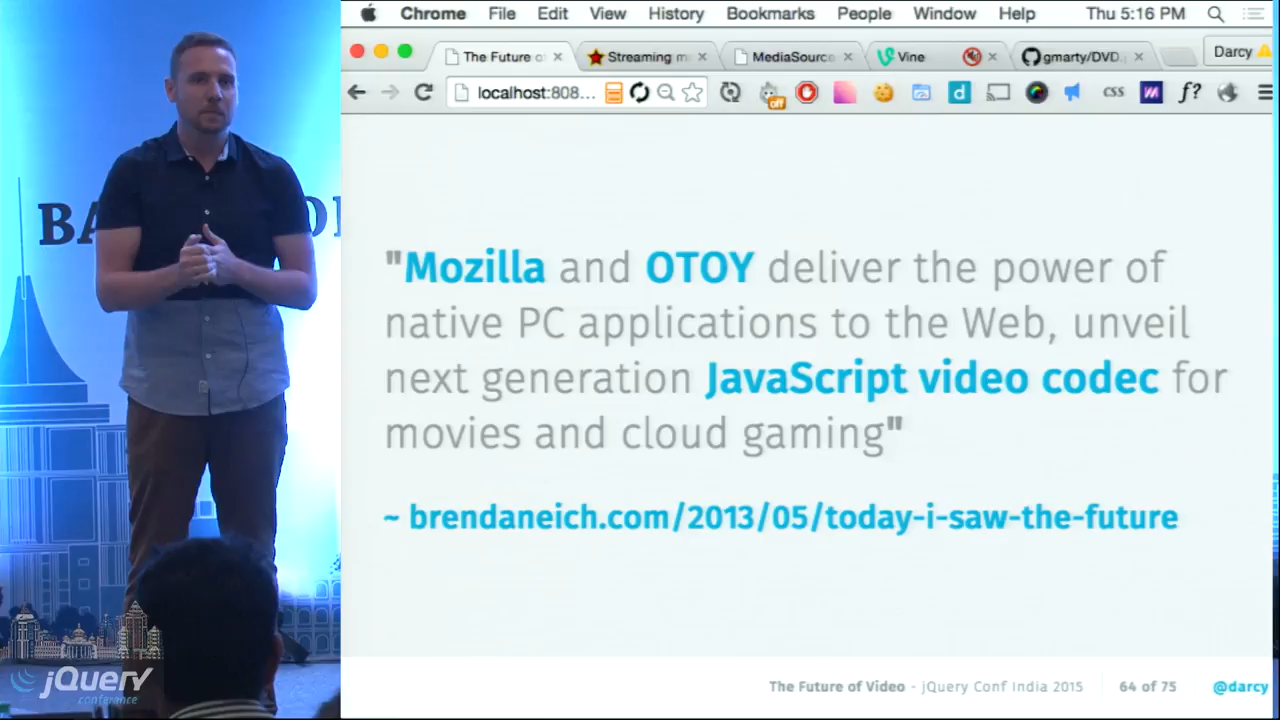 Chrome File Edit View History Bookmarks People Window Help Thu 5:16 PM
The Future o Streaming m MediaSource Vine gmarty/DVD. Darcy
localhost:808... off d CSS f?
BA
"Mozilla and OTOY deliver the power of
native PC applications to the Web, unveil
next generation JavaScript video codec for
movies and cloud gaming"
~ brendaneich.com/2013/05/today-i-saw-the-future
jQuery
conference
The Future of Video - jQuery Conf India 2015 64 of 75 @darcy